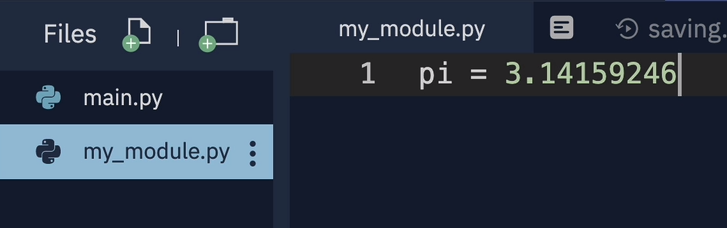 Files
my_module.py
saving.
main.py
my_module.py
1 pi = 3.14159246